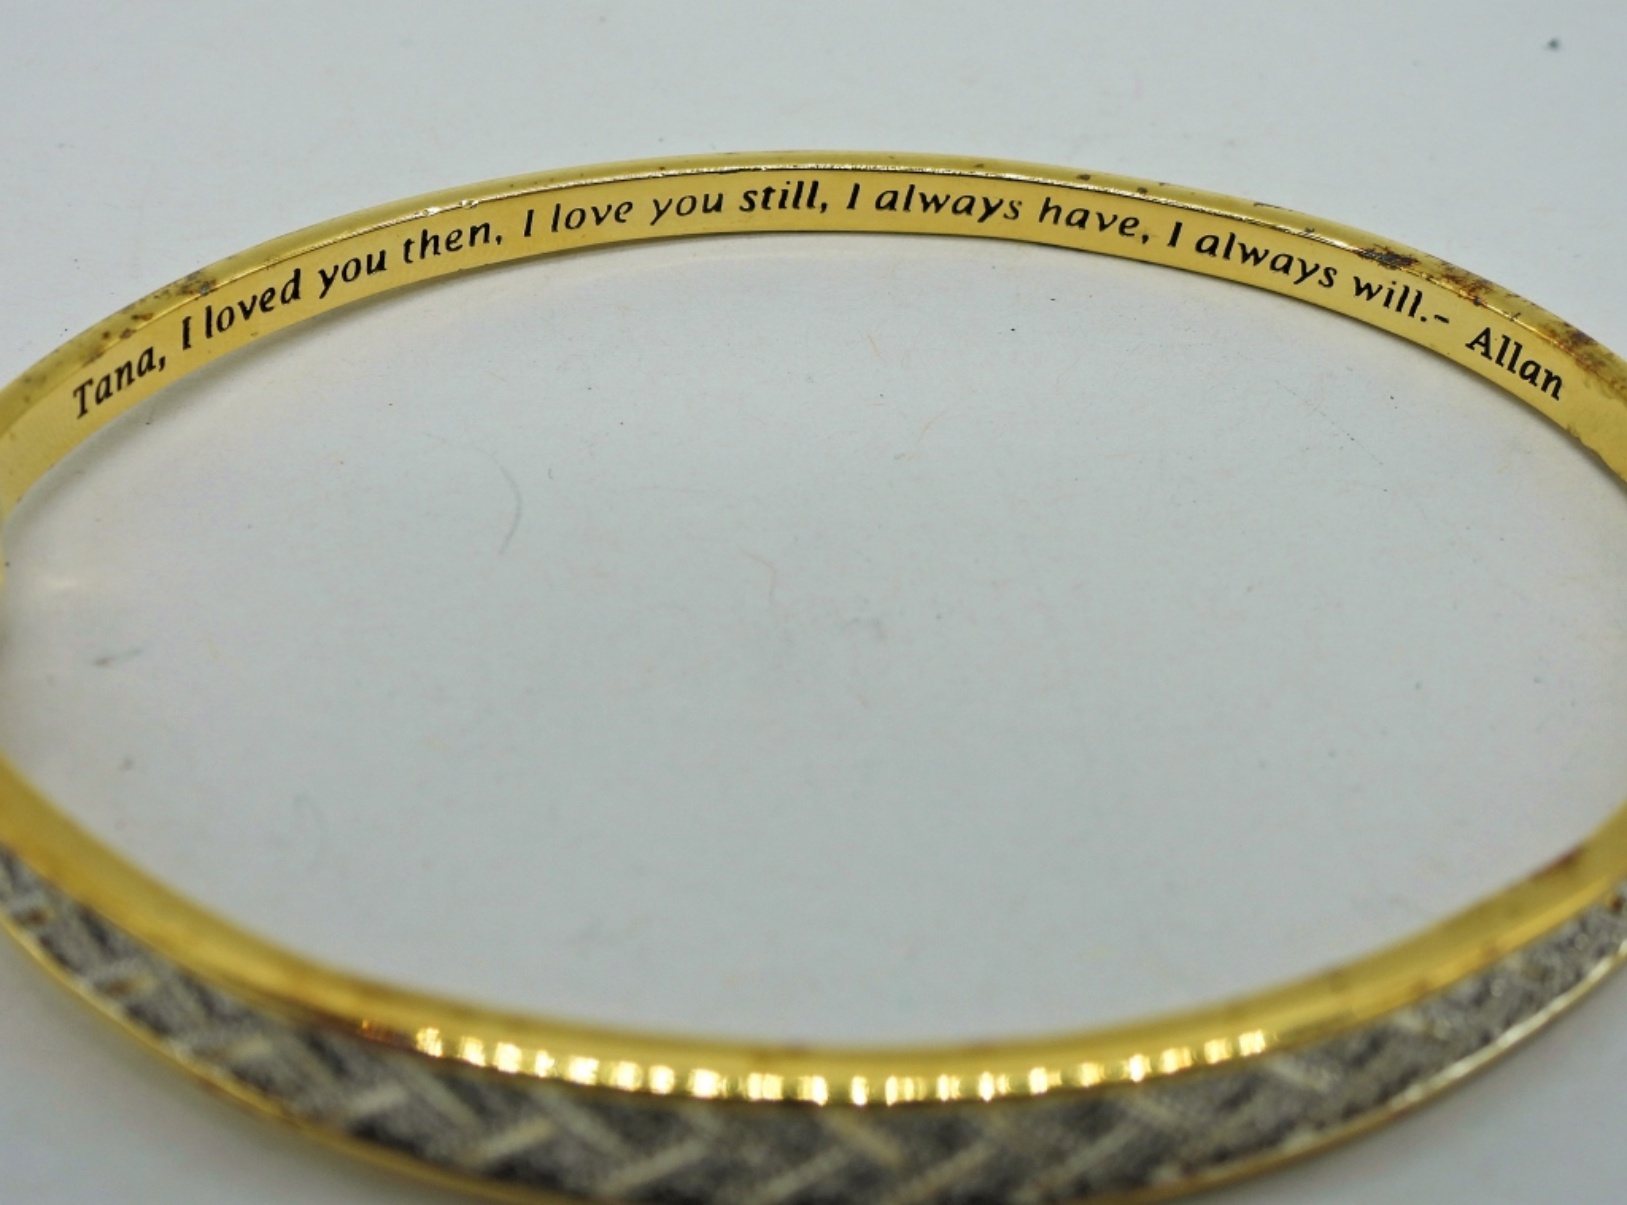 Tana, I loved you then, I love you still, I always have, I always will.- Allan